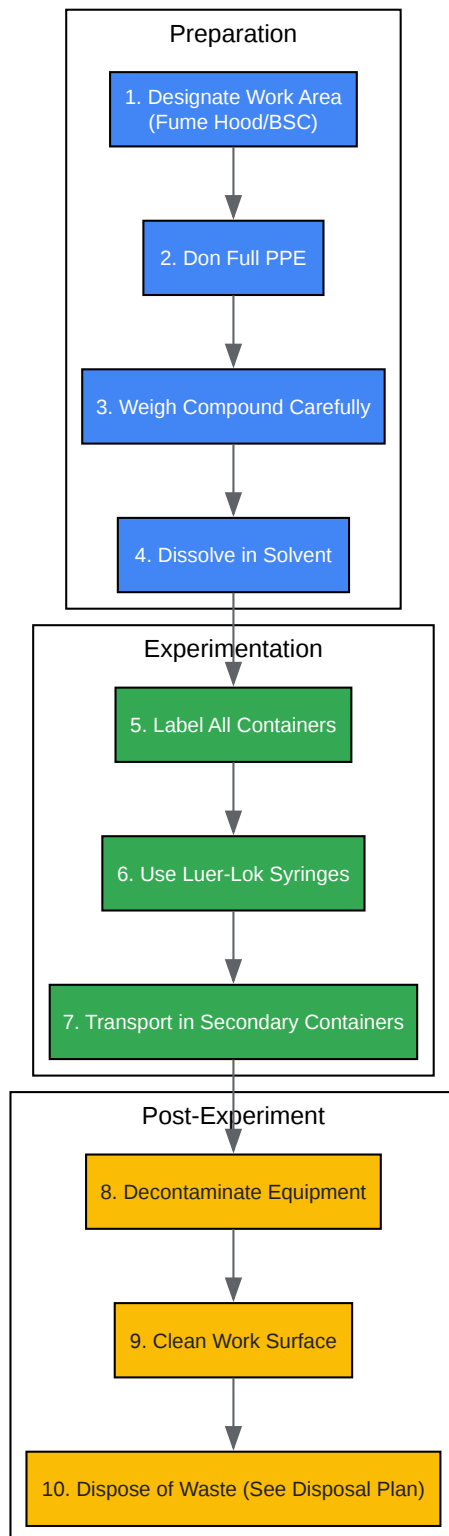 Preparation
1. Designate Work Area
(Fume Hood/BSC)
2. Don Full PPE
3. Weigh Compound Carefully
4. Dissolve in Solvent
Experimentation
5. Label All Containers
6. Use Luer-Lok Syringes
7. Transport in Secondary Containers
Post-Experiment
8. Decontaminate Equipment
9. Clean Work Surface
10. Dispose of Waste (See Disposal Plan)